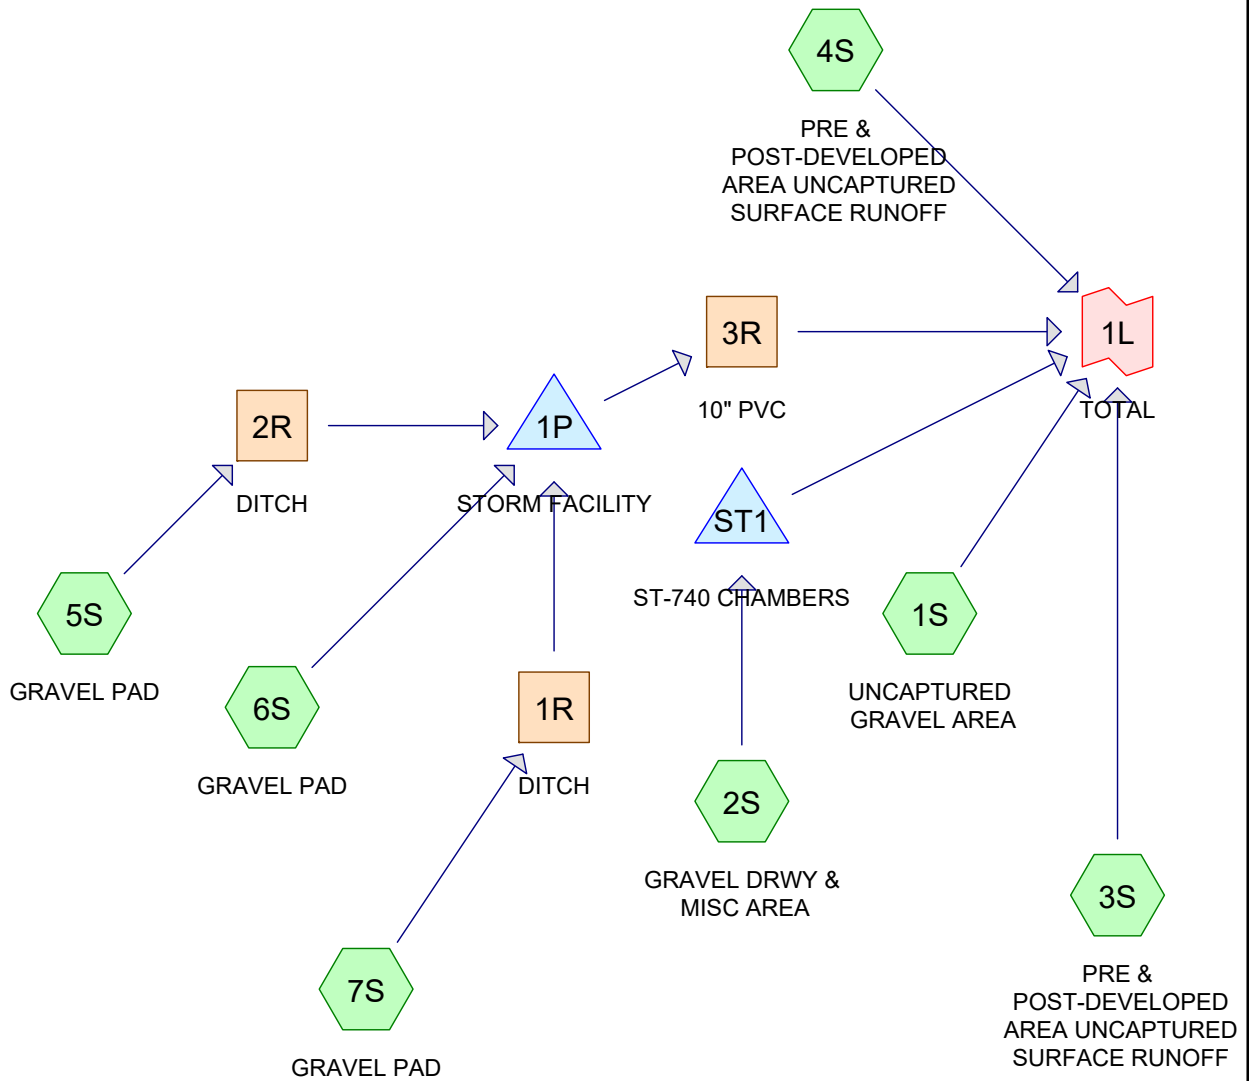 4S
PRE &
POST-DEVELOPED
AREA UNCAPTURED
SURFACE RUNOFF
3R
10" PVC
1L
TOTAL
2R
DITCH
1P
STORM FACILITY
ST1
ST-740 CHAMBERS
5S
GRAVEL PAD
1S
UNCAPTURED
GRAVEL AREA
6S
GRAVEL PAD
1R
DITCH
2S
GRAVEL DRWY &
MISC AREA
3S
PRE &
POST-DEVELOPED
AREA UNCAPTURED
SURFACE RUNOFF
7S
GRAVEL PAD